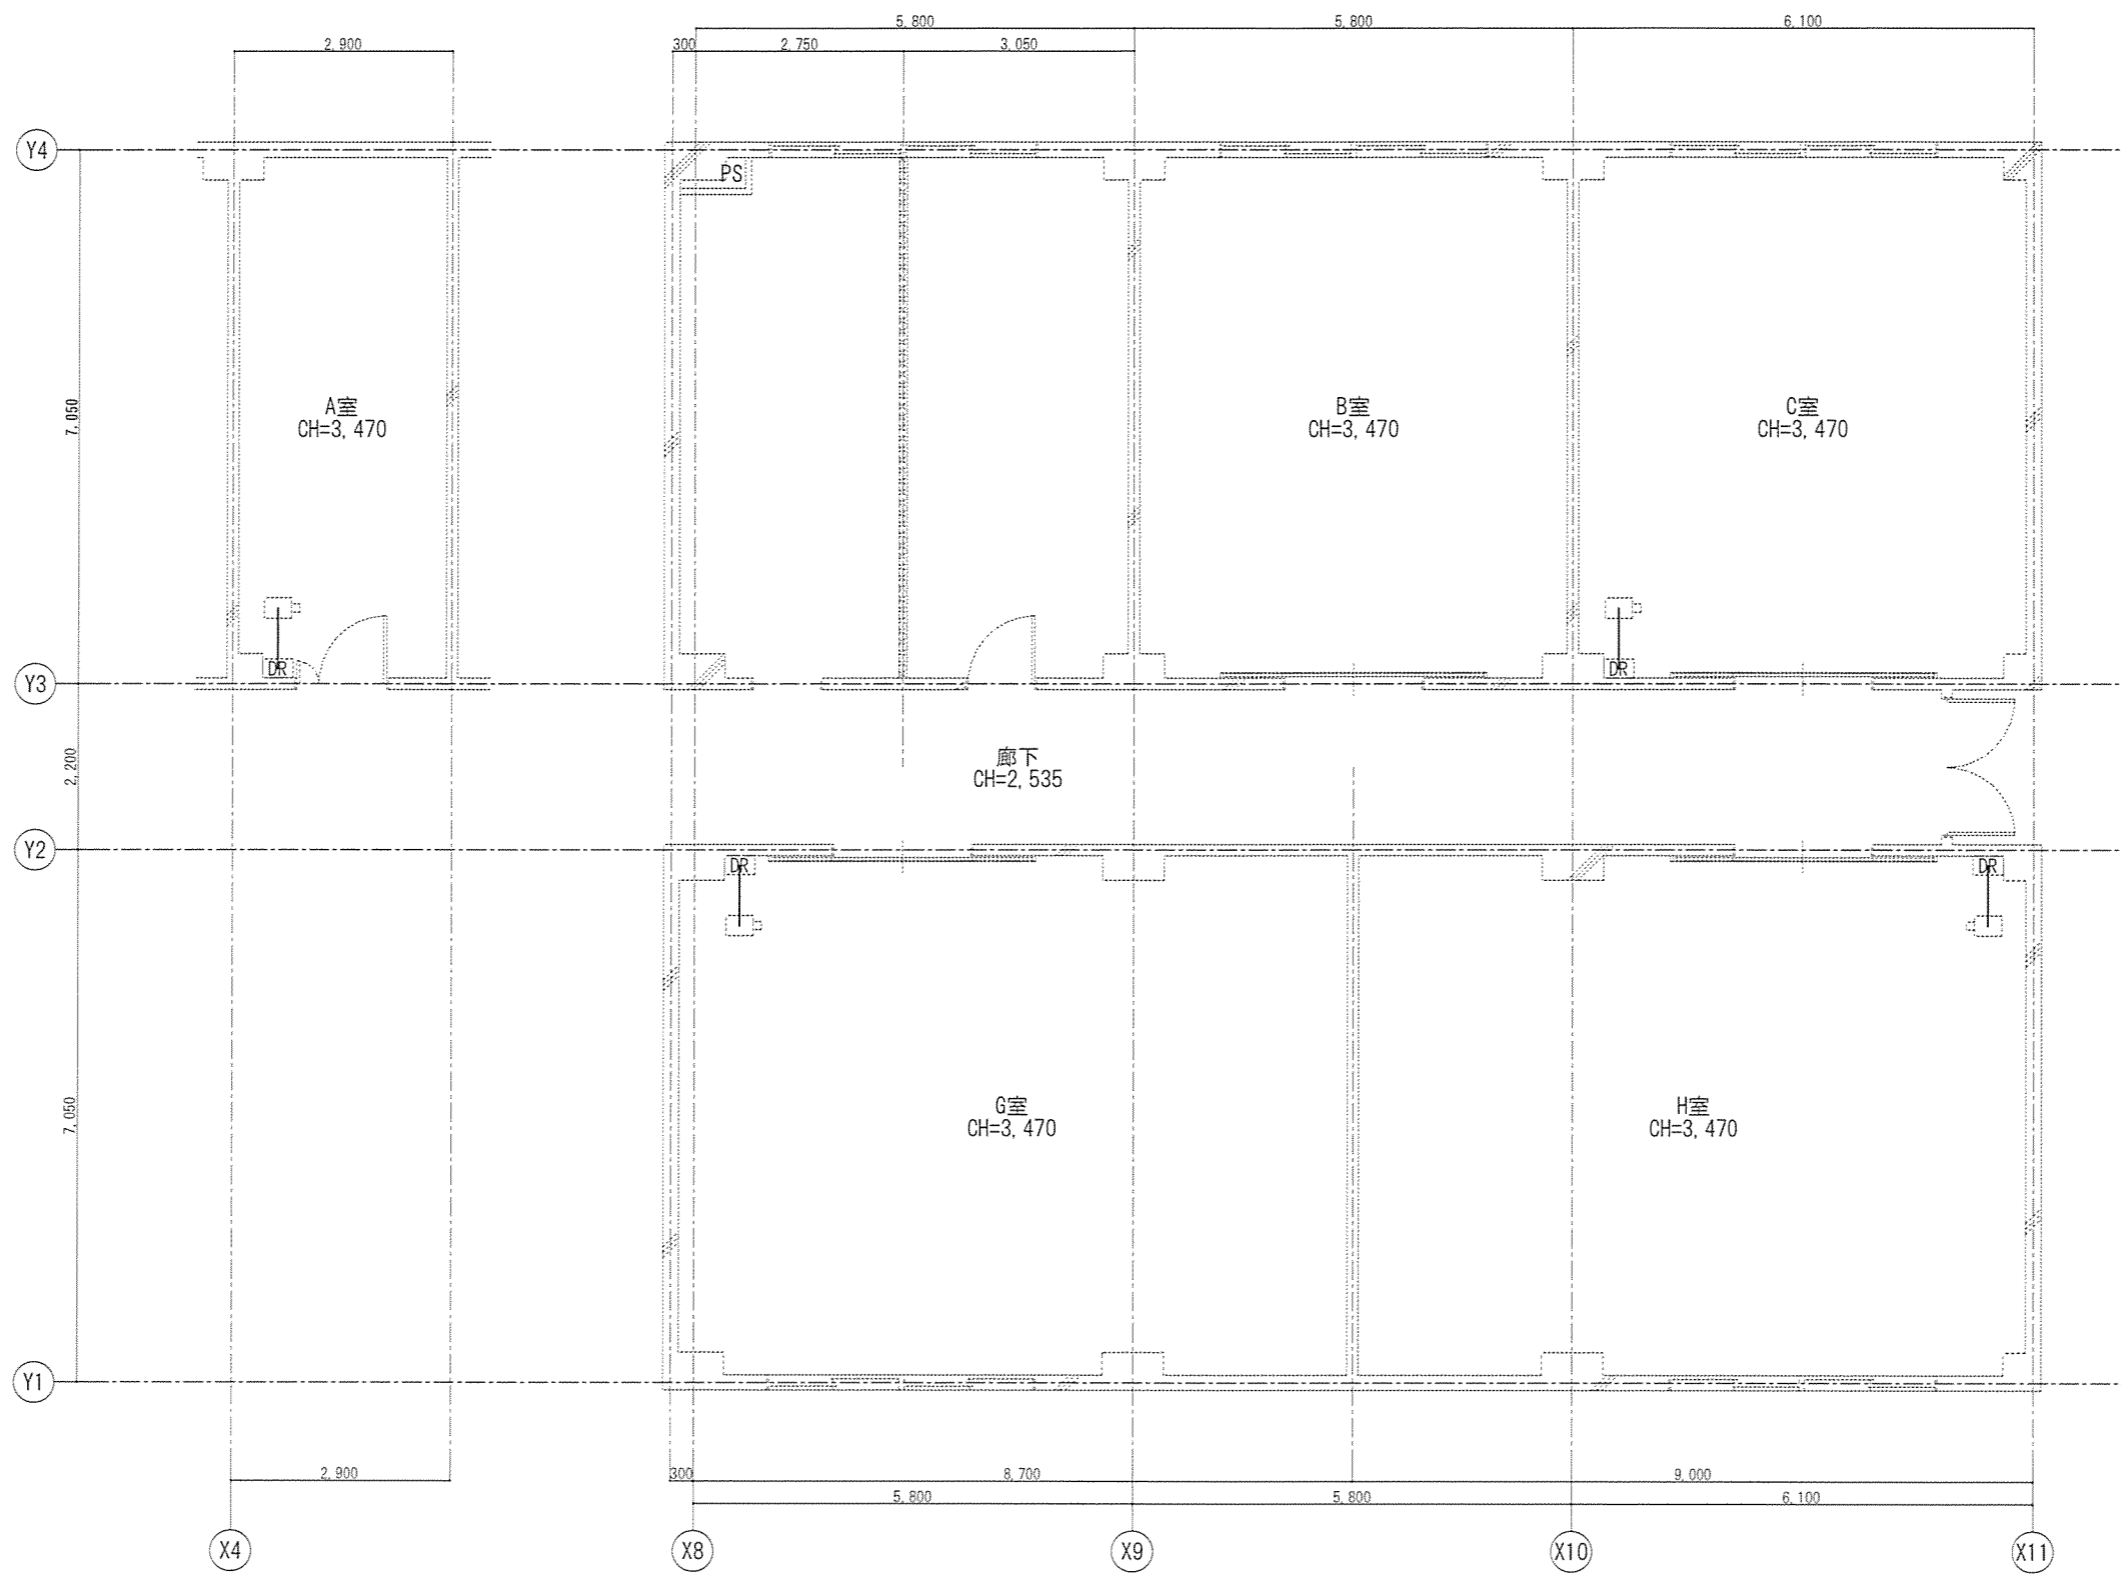 5,800
5,800
6,100
2,900
300
2,750
3,050
Y4
PS
7,050
A室
CH=3,470
B室
CH=3,470
C室
CH=3,470
DR
DR
Y3
2,200
廊下
CH=2,535
Y2
DR
DR
7,050
G室
CH=3,470
H室
CH=3,470
Y1
2,900
300
8,700
9,000
5,800
5,800
6,100
X4
X8
X9
X10
X11